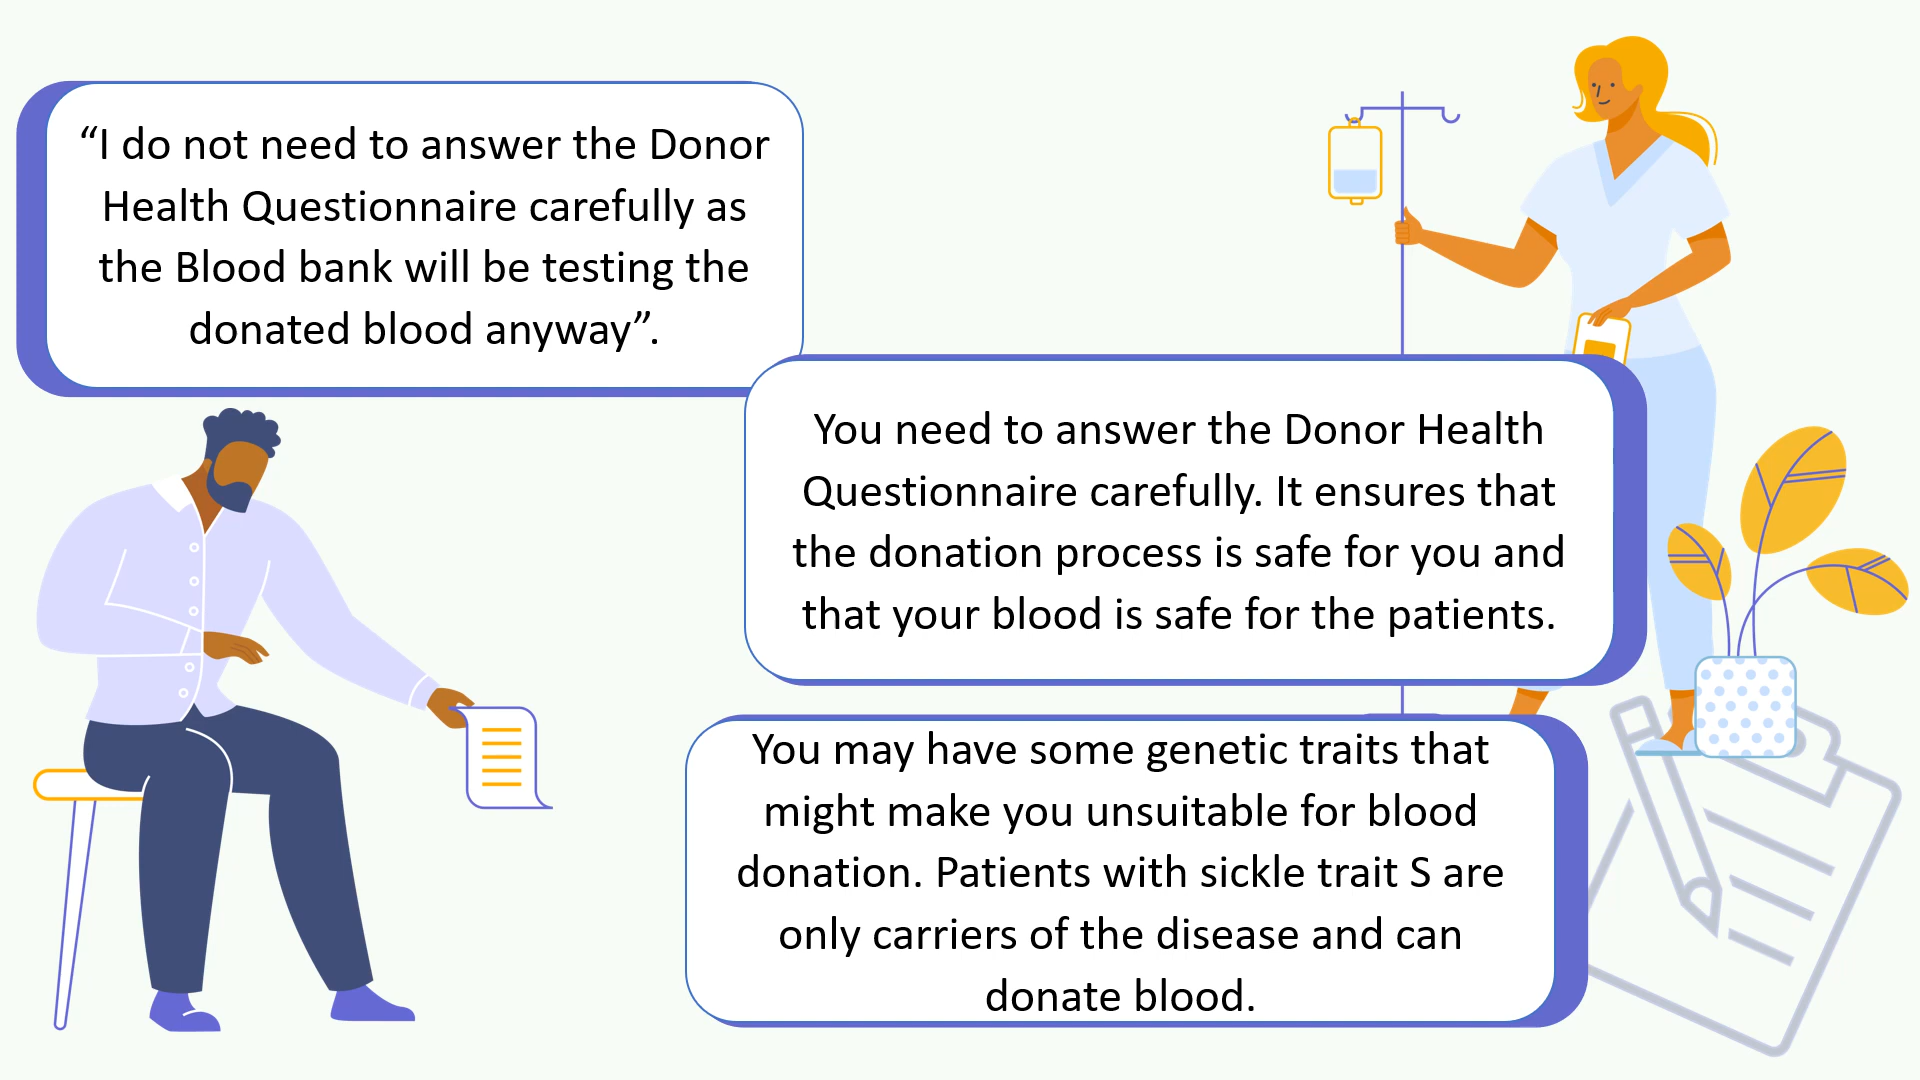 “I do not need to answer the Donor
Health Questionnaire carefully as
the Blood bank will be testing the
donated blood anyway”.
You need to answer the Donor Health
Questionnaire carefully. It ensures that
the donation process is safe for you and
that your blood is safe for the patients.
You may have some genetic traits that
might make you unsuitable for blood
donation. Patients with sickle trait S are
only carriers of the disease and can
donate blood.